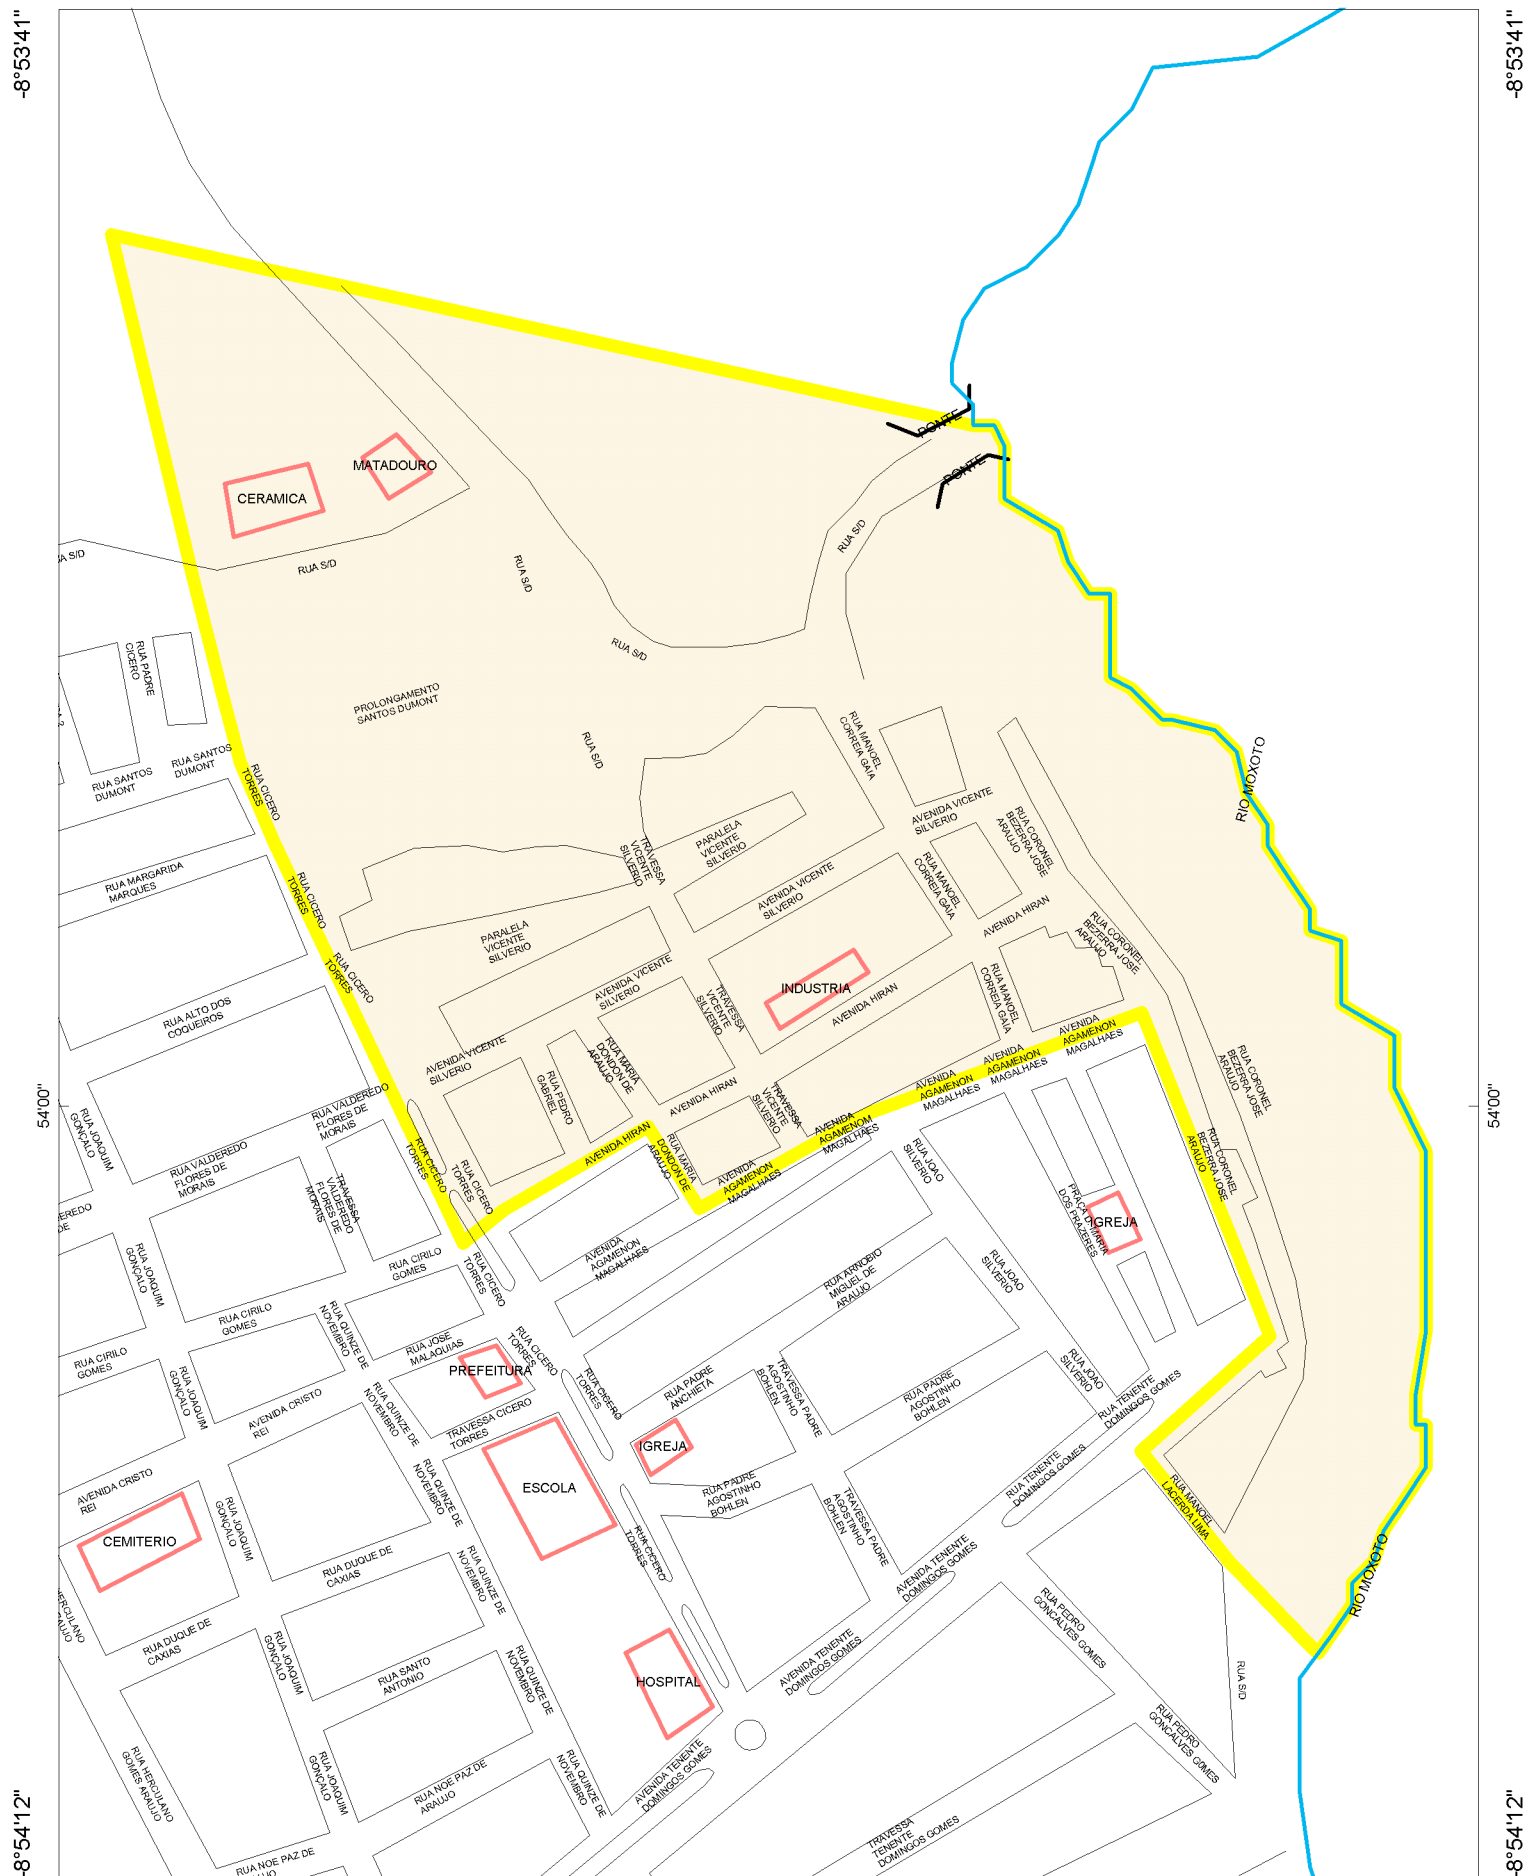 -8°53'41"
-8°53'41"
PONTE
PONTE
MATADOURO
CERAMICA
RUA S/D
RUA S/D
RUA S/D
RUA S/D
RUA PADRE
CICERO
PROLONGAMENTO
SANTOS DUMONT
RUA S/D
RUA S/D
RUA MANOEL
CORREIA GAIA
RIO MOXOTO
RUA SANTOS
DUMONT
RUA SANTOS
DUMONT
RUA CICERO
TORRES
AVENIDA VICENTE
SILVERIO
RUA CORONEL
BEZERRA JOSE
ARAUJO
PARALELA
VICENTE
SILVERIO
TRAVESSA
VICENTE
SILVERIO
AVENIDA VICENTE
SILVERIO
RUA MANOEL
CORREIA GAIA
RUA MARGARIDA
MARQUES
RUA CICERO
TORRES
AVENIDA HIRAN
RUA CORONEL
BEZERRA JOSE
ARAUJO
PARALELA
VICENTE
SILVERIO
RUA CICERO
TORRES
AVENIDA VICENTE
SILVERIO
INDUSTRIA
AVENIDA HIRAN
RUA MANOEL
CORREIA GAIA
TRAVESSA
VICENTE
SILVERIO
RUA ALTO DOS
COQUEIROS
AVENIDA
AGAMENON
MAGALHAES
AVENIDA
AGAMENON
MAGALHAES
AVENIDA
AGAMENON
MAGALHAES
AVENIDA VICENTE
SILVERIO
RUA MARIA
DONDON DE
ARAUJO
RUA PEDRO
GABRIEL
AVENIDA HIRAN
TRAVESSA
VICENTE
SILVERIO
RUA CORONEL
BEZERRA JOSE
ARAUJO
54'00"
54'00"
RUA VALDEREDO
FLORES DE
MORAIS
RUA JOAQUIM
GONÇALO
AVENIDA
AGAMENOM
MAGALHAES
AVENIDA HIRAN
RUA MARIA
DONDON DE
ARAUJO
AVENIDA
AGAMENON
MAGALHAES
RUA JOAO
SILVERIO
RUA CORONEL
BEZERRA JOSE
ARAUJO
RUA VALDEREDO
FLORES DE
MORAIS
RUA CICERO
TORRES
RUA CICERO
TORRES
TRAVESSA
VALDEREDO
FLORES DE
MORAIS
EREDO
DE
PRAÇA D MARIA
DOS PRAZERES
IGREJA
AVENIDA
AGAMENON
MAGALHAES
RUA CIRILO
GOMES
RUA CICERO
TORRES
RUA JOAQUIM
GONÇALO
RUA ARNOBIO
MIGUEL DE
ARAUJO
RUA JOAO
SILVERIO
RUA CIRILO
GOMES
RUA QUINZE DE
NOVEMBRO
RUA JOSE
MALAQUIAS
RUA CICERO
TORRES
RUA CIRILO
GOMES
RUA JOAQUIM
GONÇALO
PREFEITURA
RUA CICERO
TORRES
RUA PADRE
ANCHIETA
TRAVESSA PADRE
AGOSTINHO
BOHLEN
RUA PADRE
AGOSTINHO
BOHLEN
RUA JOAO
SILVERIO
RUA TENENTE
DOMINGOS GOMES
AVENIDA CRISTO
REI
RUA QUINZE DE
NOVEMBRO
TRAVESSA CICERO
TORRES
IGREJA
AVENIDA CRISTO
REI
ESCOLA
RUA QUINZE DE
NOVEMBRO
RUA PADRE
AGOSTINHO
BOHLEN
TRAVESSA PADRE
AGOSTINHO
BOHLEN
RUA TENENTE
DOMINGOS GOMES
RUA MANOEL
LACERDA LIMA
CEMITERIO
RUA JOAQUIM
GONÇALO
RUA CICERO
TORRES
RUA DUQUE DE
CAXIAS
RUA QUINZE DE
NOVEMBRO
AVENIDA TENENTE
DOMINGOS GOMES
RIO MOXOTO
RUA PEDRO
GONCALVES GOMES
RUA DUQUE DE
CAXIAS
RUA JOAQUIM
GONÇALO
RUA SANTO
ANTONIO
RUA QUINZE DE
NOVEMBRO
HOSPITAL
AVENIDA TENENTE
DOMINGOS GOMES
RUA S/D
RUA PEDRO
GONCALVES GOMES
RUA HERCULANO
GOMES ARAUJO
RUA JOAQUIM
GONÇALO
RUA NOE PAZ DE
ARAUJO
RUA QUINZE DE
NOVEMBRO
AVENIDA TENENTE
DOMINGOS GOMES
TRAVESSA
TENENTE
DOMINGOS GOMES
RUA NOE PAZ DE
-8°54'12"
-8°54'12"